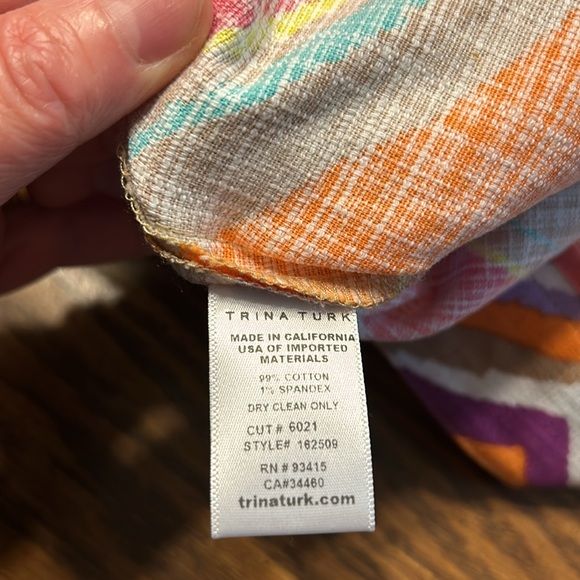 TRINA TURK
MADE IN CALIFORNIA
USA OF IMPORTED
MATERIALS
99% COTTON
1% SPANDEX
DRY CLEAN ONLY
CUT# 6021
STYLE# 162509
RN # 93415
CA#34460
trinaturk.com